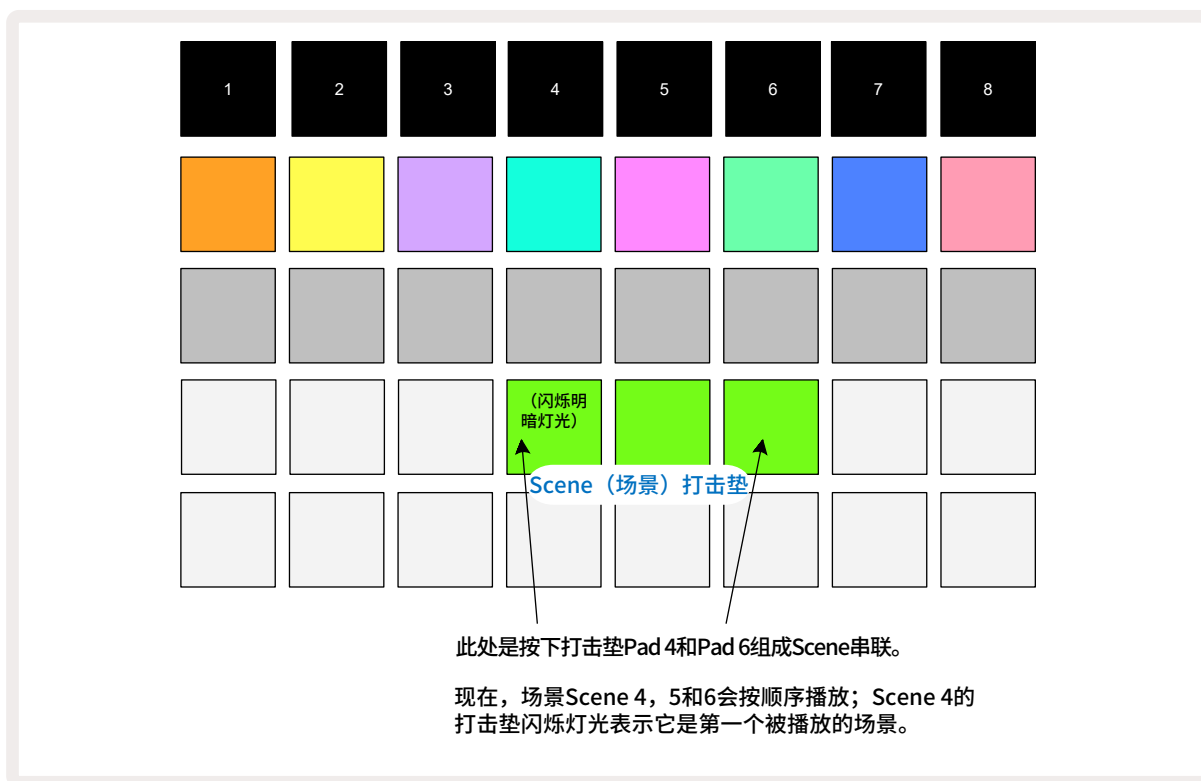 1 2 3 4 5 6 7 8
（闪烁明
暗灯光）
Scene（场景）打击垫
此处是按下打击垫Pad 4和Pad 6组成Scene串联。
现在，场景Scene 4，5和6会按顺序播放；Scene 4的
打击垫闪烁灯光表示它是第一个被播放的场景。